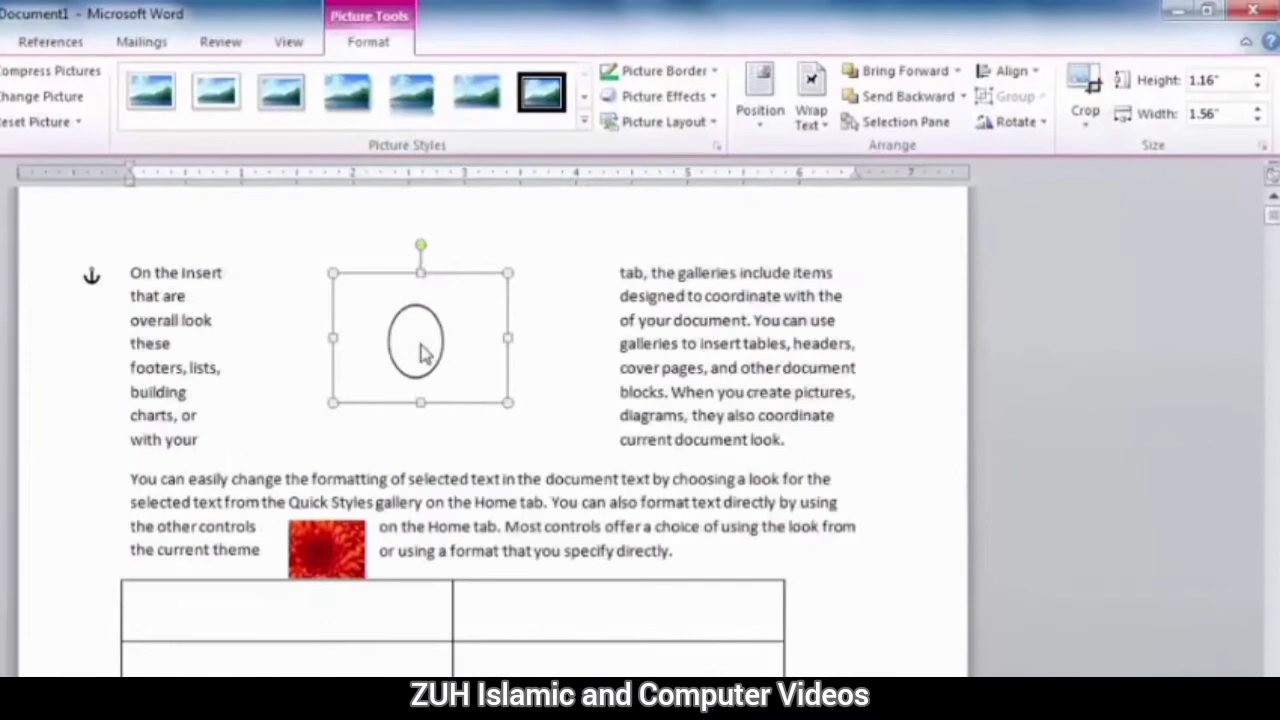 Document1 - Microsoft Word
Picture Tools
References Mailings Review View Format
ompress Pictures
hange Picture
eset Picture
Picture Border
Picture Effects
Picture Layout
Picture Styles
Position
Wrap
Text
Bring Forward
Send Backward
Selection Pane
Align
Group
Rotate
Arrange
Crop
Height: 1.16"
Width: 1.56"
Size
1 2 3 4 5 6 7
On the Insert tab, the galleries include items
that are designed to coordinate with the
overall look of your document. You can use
these galleries to insert tables, headers,
footers, lists, cover pages, and other document
building blocks. When you create pictures,
charts, or diagrams, they also coordinate
with your current document look.
You can easily change the formatting of selected text in the document text by choosing a look for the
selected text from the Quick Styles gallery on the Home tab. You can also format text directly by using
the other controls on the Home tab. Most controls offer a choice of using the look from
the current theme or using a format that you specify directly.
ZUH Islamic and Computer Videos